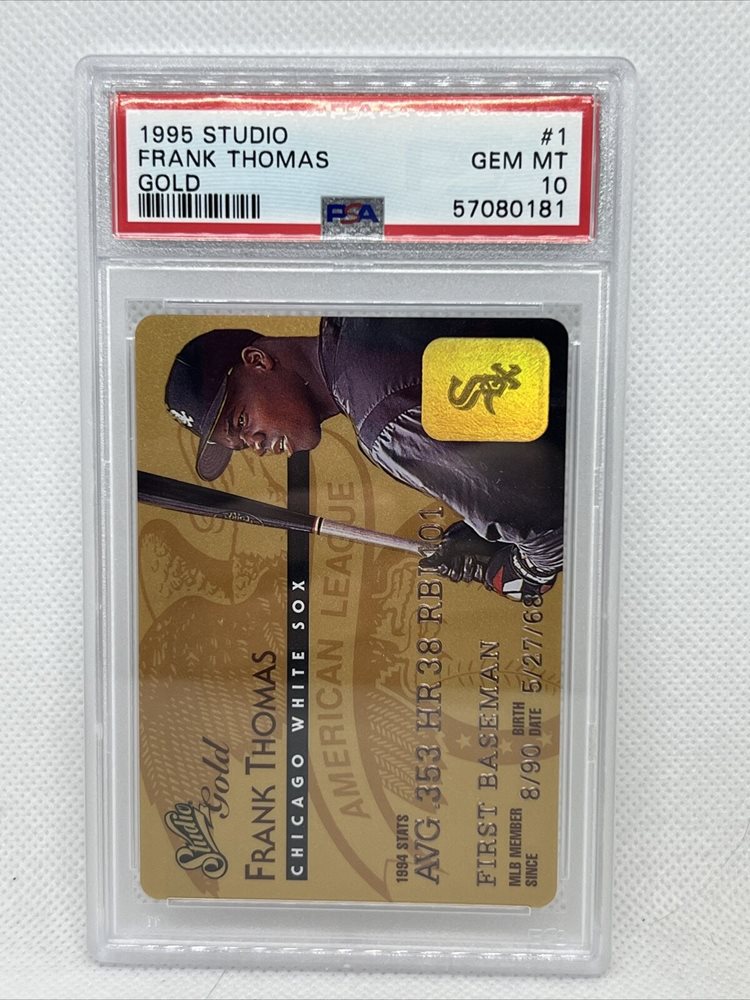 1995 STUDIO #1
FRANK THOMAS GEM MT
GOLD 10
57080181
PSA
Studio
Gold
FRANK THOMAS
CHICAGO WHITE SOX
AMERICAN LEAGUE
1994 STATS
AVG .353 HR 38 RBI 101
FIRST BASEMAN
MLB MEMBER SINCE 8/90 BIRTH DATE 5/27/68
Sox